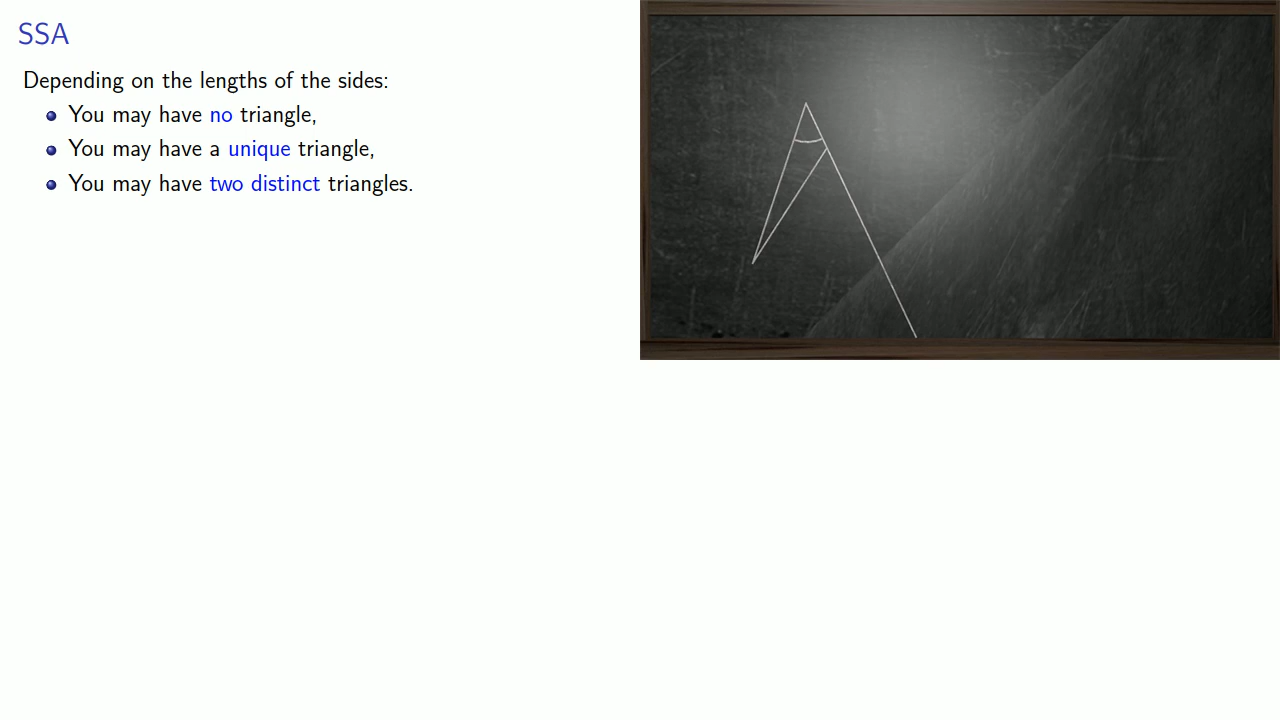 SSA
Depending on the lengths of the sides:
You may have no triangle,
You may have a unique triangle,
You may have two distinct triangles.